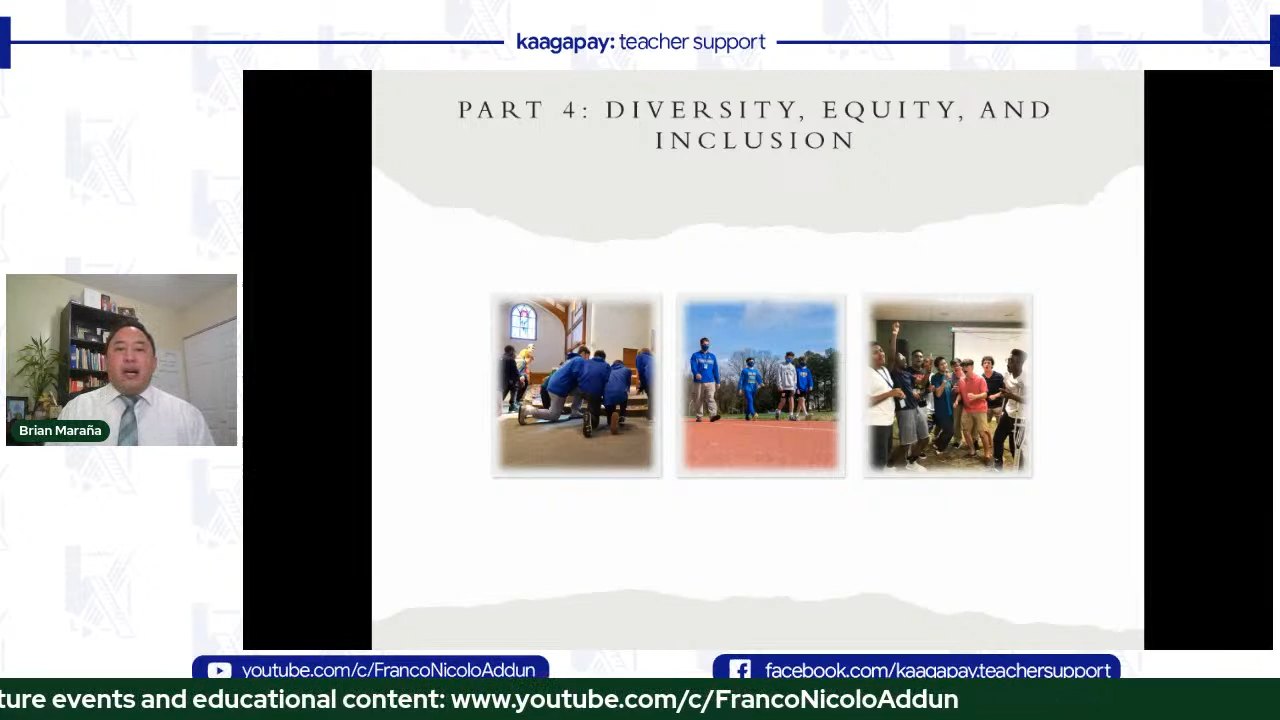 kaagapay: teacher support
PART 4: DIVERSITY, EQUITY, AND
INCLUSION
Brian Maraña
youtube.com/c/FrancoNicoloAddun
facebook.com/kaagapay.teachersupport
ture events and educational content: www.youtube.com/c/FrancoNicoloAddun